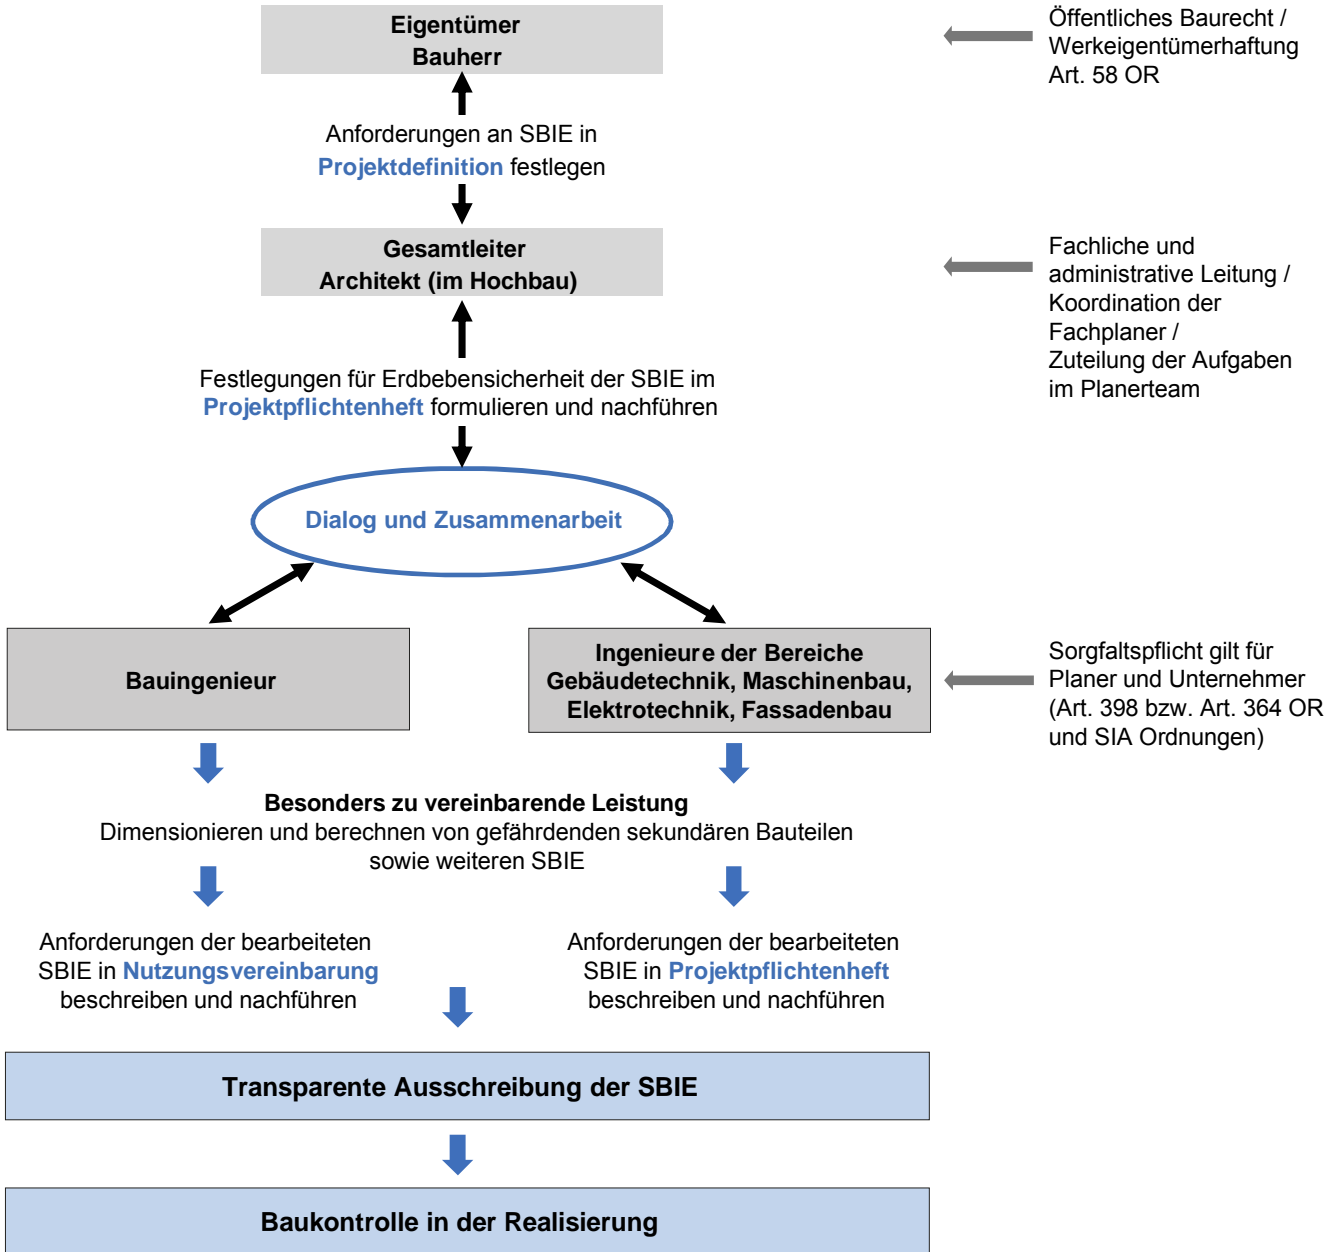 Eigentümer
Bauherr
Öffentliches Baurecht /
Werkeigentümerhaftung
Art. 58 OR
Anforderungen an SBIE in
Projektdefinition festlegen
Gesamtleiter
Architekt (im Hochbau)
Fachliche und
administrative Leitung /
Koordination der
Fachplaner /
Zuteilung der Aufgaben
im Planerteam
Festlegungen für Erdbebensicherheit der SBIE im
Projektpflichtenheft formulieren und nachführen
Dialog und Zusammenarbeit
Bauingenieur
Ingenieure der Bereiche
Gebäudetechnik, Maschinenbau,
Elektrotechnik, Fassadenbau
Sorgfaltspflicht gilt für
Planer und Unternehmer
(Art. 398 bzw. Art. 364 OR
und SIA Ordnungen)
Besonders zu vereinbarende Leistung
Dimensionieren und berechnen von gefährdenden sekundären Bauteilen
sowie weiteren SBIE
Anforderungen der bearbeiteten
SBIE in Nutzungsvereinbarung
beschreiben und nachführen
Anforderungen der bearbeiteten
SBIE in Projektpflichtenheft
beschreiben und nachführen
Transparente Ausschreibung der SBIE
Baukontrolle in der Realisierung